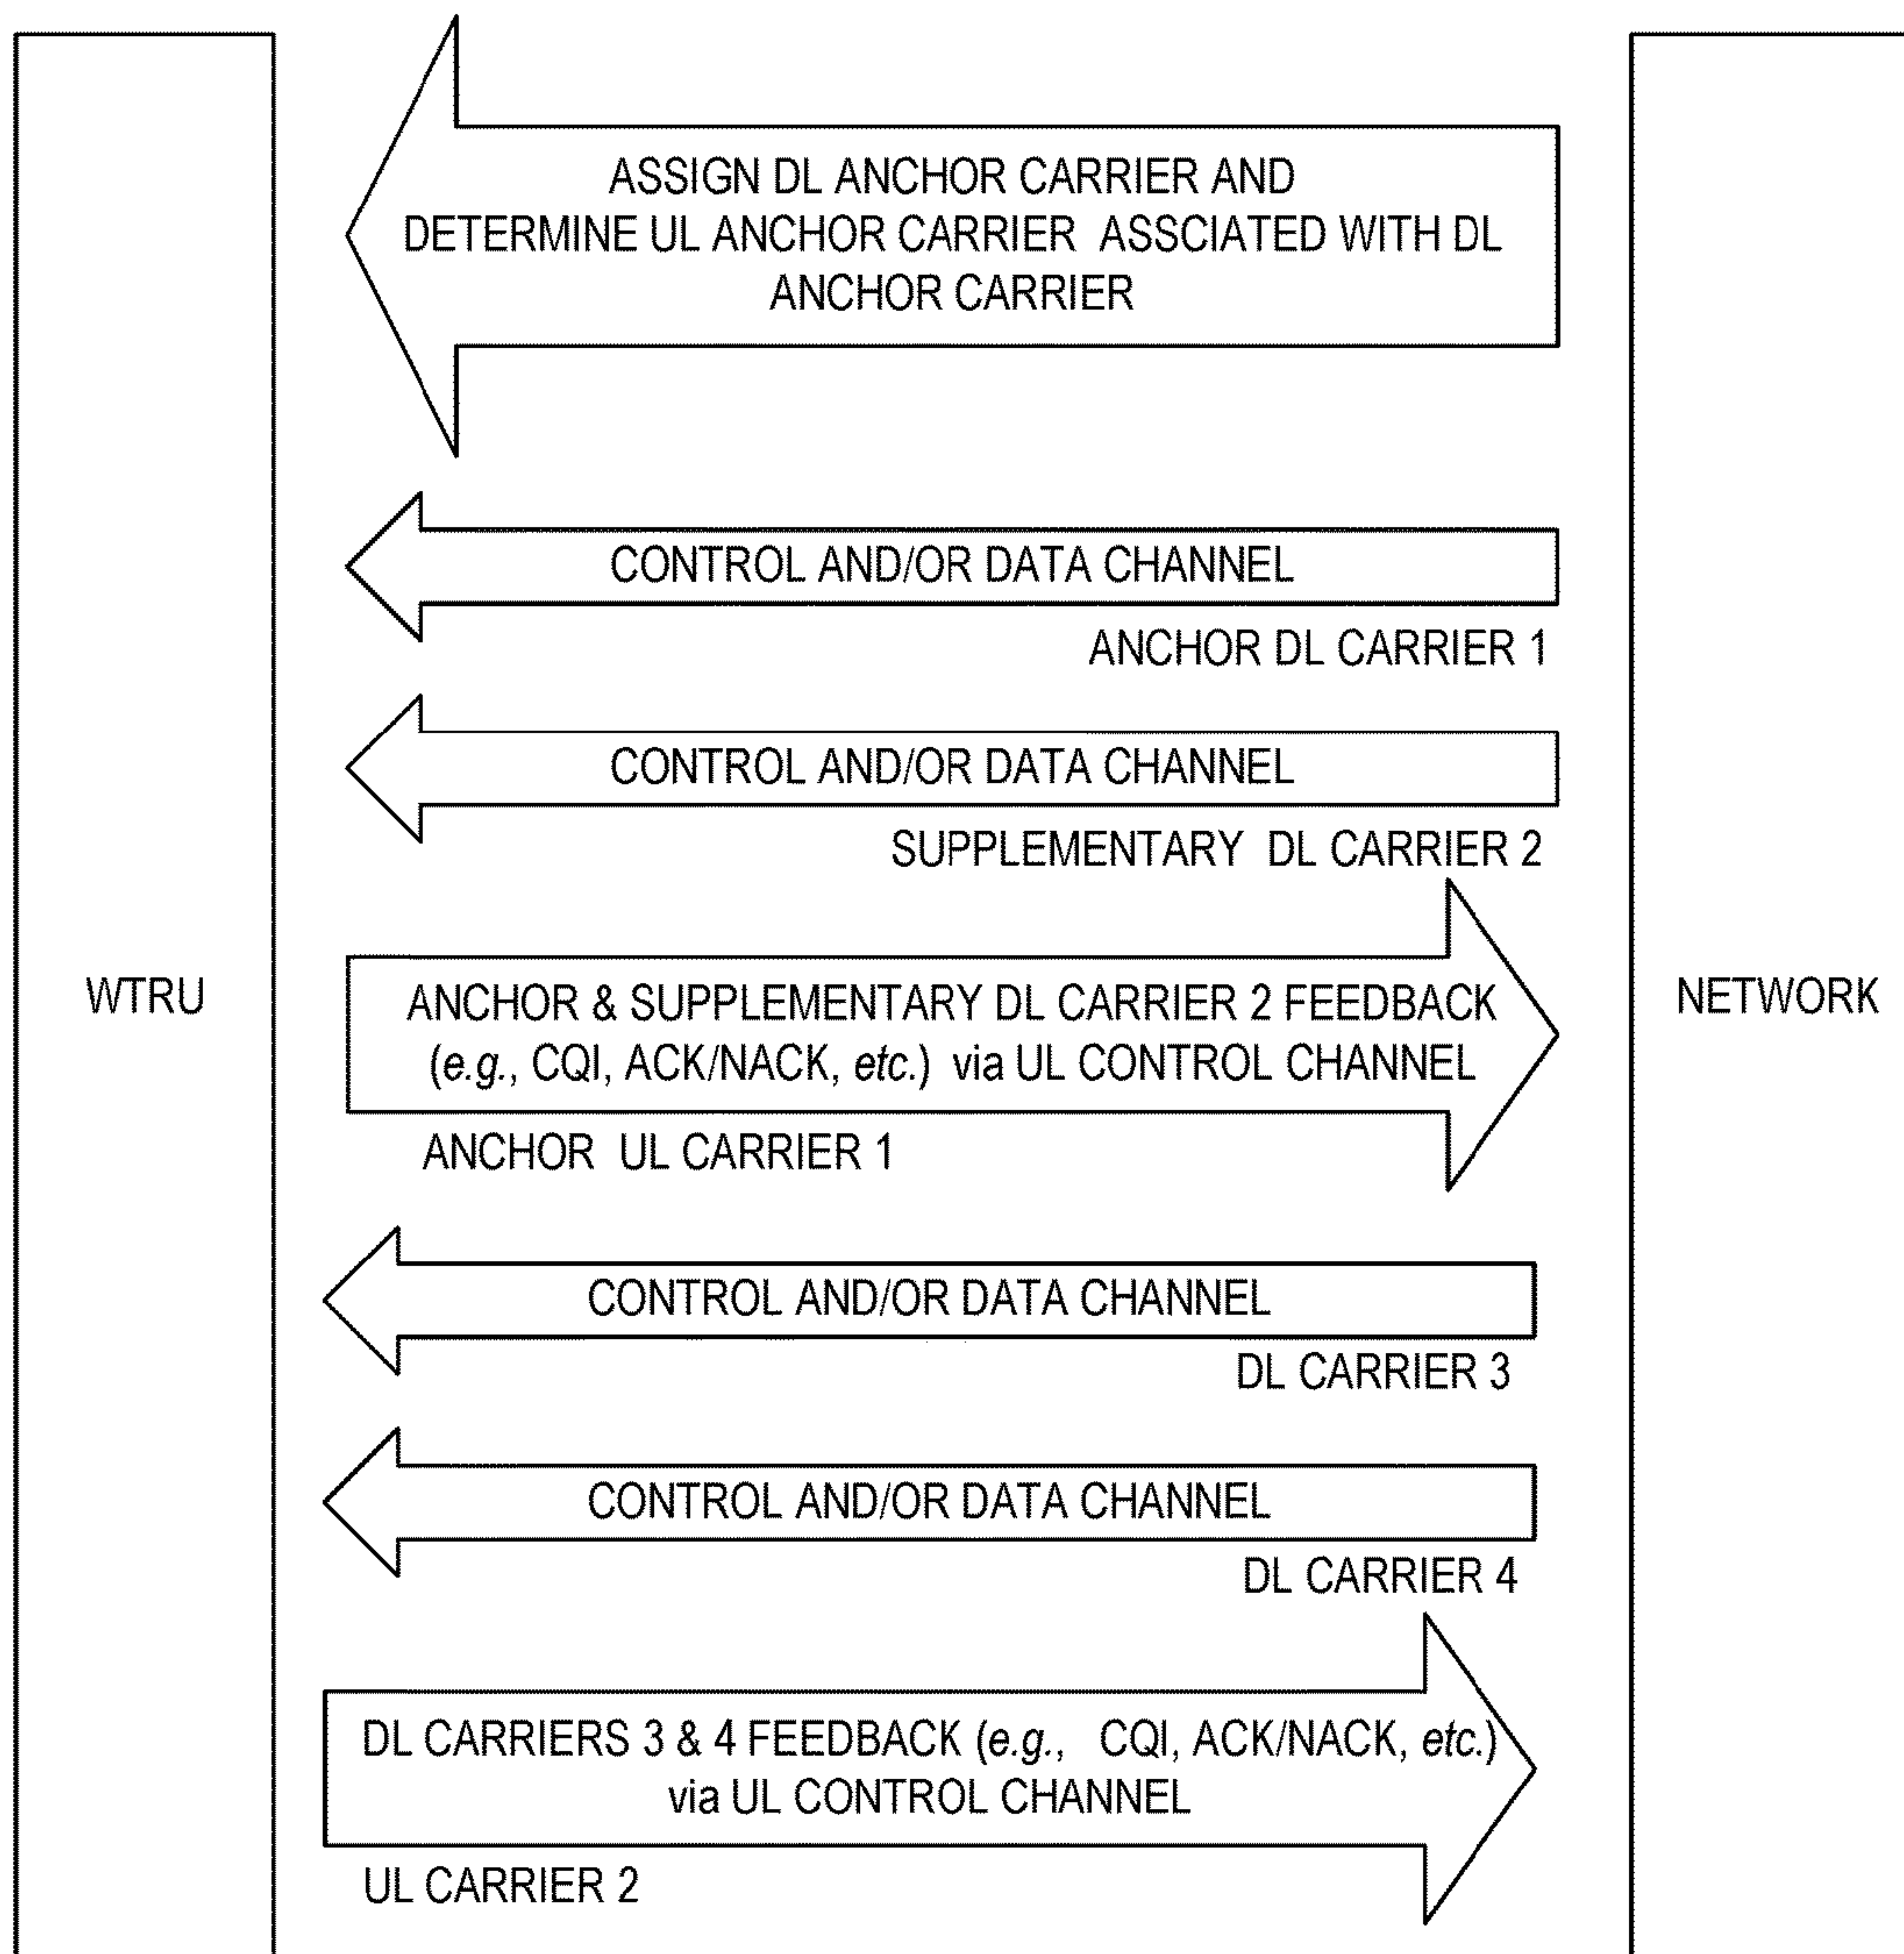 ASSIGN DL ANCHOR CARRIER AND
DETERMINE UL ANCHOR CARRIER ASSCIATED WITH DL
ANCHOR CARRIER
CONTROL AND/OR DATA CHANNEL
ANCHOR DL CARRIER 1
CONTROL AND/OR DATA CHANNEL
SUPPLEMENTARY DL CARRIER 2
WTRU
ANCHOR & SUPPLEMENTARY DL CARRIER 2 FEEDBACK
(e.g., CQI, ACK/NACK, etc.) via UL CONTROL CHANNEL
NETWORK
ANCHOR UL CARRIER 1
CONTROL AND/OR DATA CHANNEL
DL CARRIER 3
CONTROL AND/OR DATA CHANNEL
DL CARRIER 4
DL CARRIERS 3 & 4 FEEDBACK (e.g., CQI, ACK/NACK, etc.)
via UL CONTROL CHANNEL
UL CARRIER 2